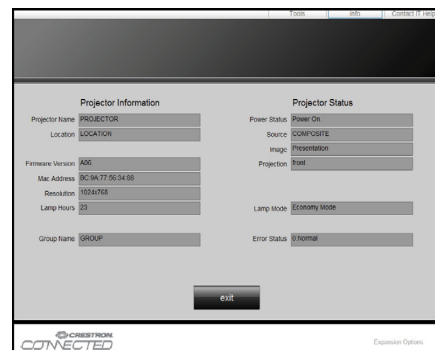 Tools Info Contact IT Help
Projector Information
Projector Name PROJECTOR
Location LOCATION
Firmware Version A06
Mac Address BC:9A:77:56:34:88
Resolution 1024x768
Lamp Hours 23
Group Name GROUP
Projector Status
Power Status Power On
Source COMPOSITE
Image Presentation
Projection front
Lamp Mode Economy Mode
Error Status 0:Normal
exit
CRESTRON
CONNECTED
Expansion Options